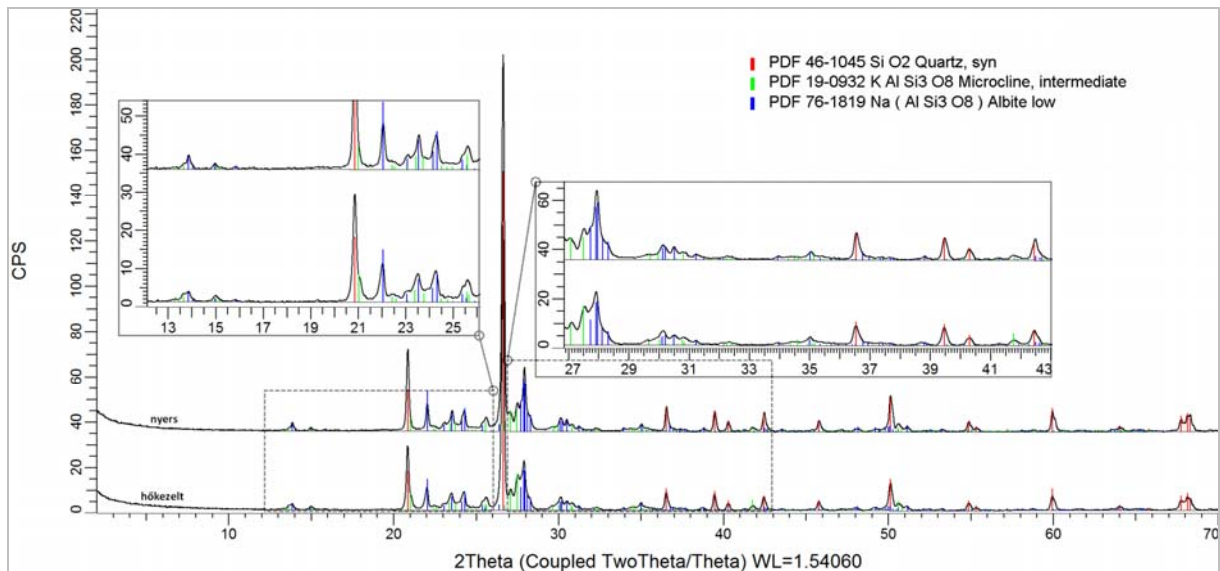 220
200
180
160
140
120
100
80
60
40
20
0
CPS
PDF 46-1045 Si O2 Quartz, syn
PDF 19-0932 K Al Si3 O8 Microcline, intermediate
PDF 76-1819 Na ( Al Si3 O8 ) Albite low
50
40
30
20
10
0
13 15 17 19 21 23 25
60
40
20
0
27 29 31 33 35 37 39 41 43
nyers
hőkezelt
10 20 30 40 50 60 70
2Theta (Coupled TwoTheta/Theta) WL=1.54060